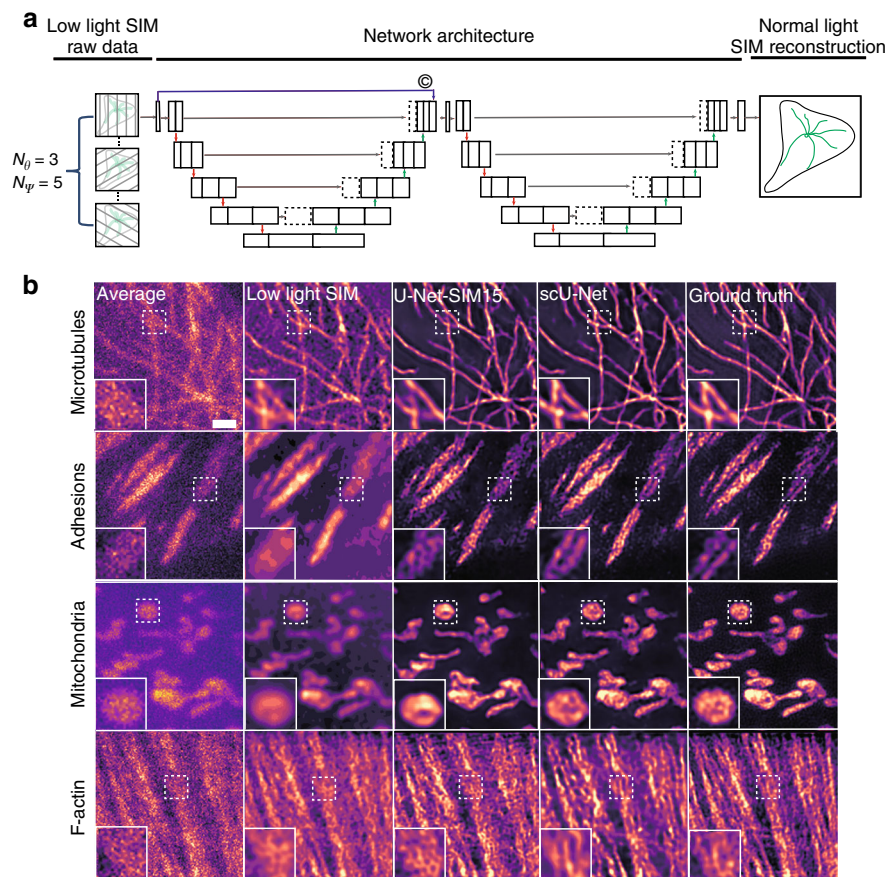 a
Low light SIM
raw data
Network architecture
Normal light
SIM reconstruction
©
Nθ = 3
NΨ = 5
b
Average
Low light SIM
U-Net-SIM15
scU-Net
Ground truth
Microtubules
Adhesions
Mitochondria
F-actin